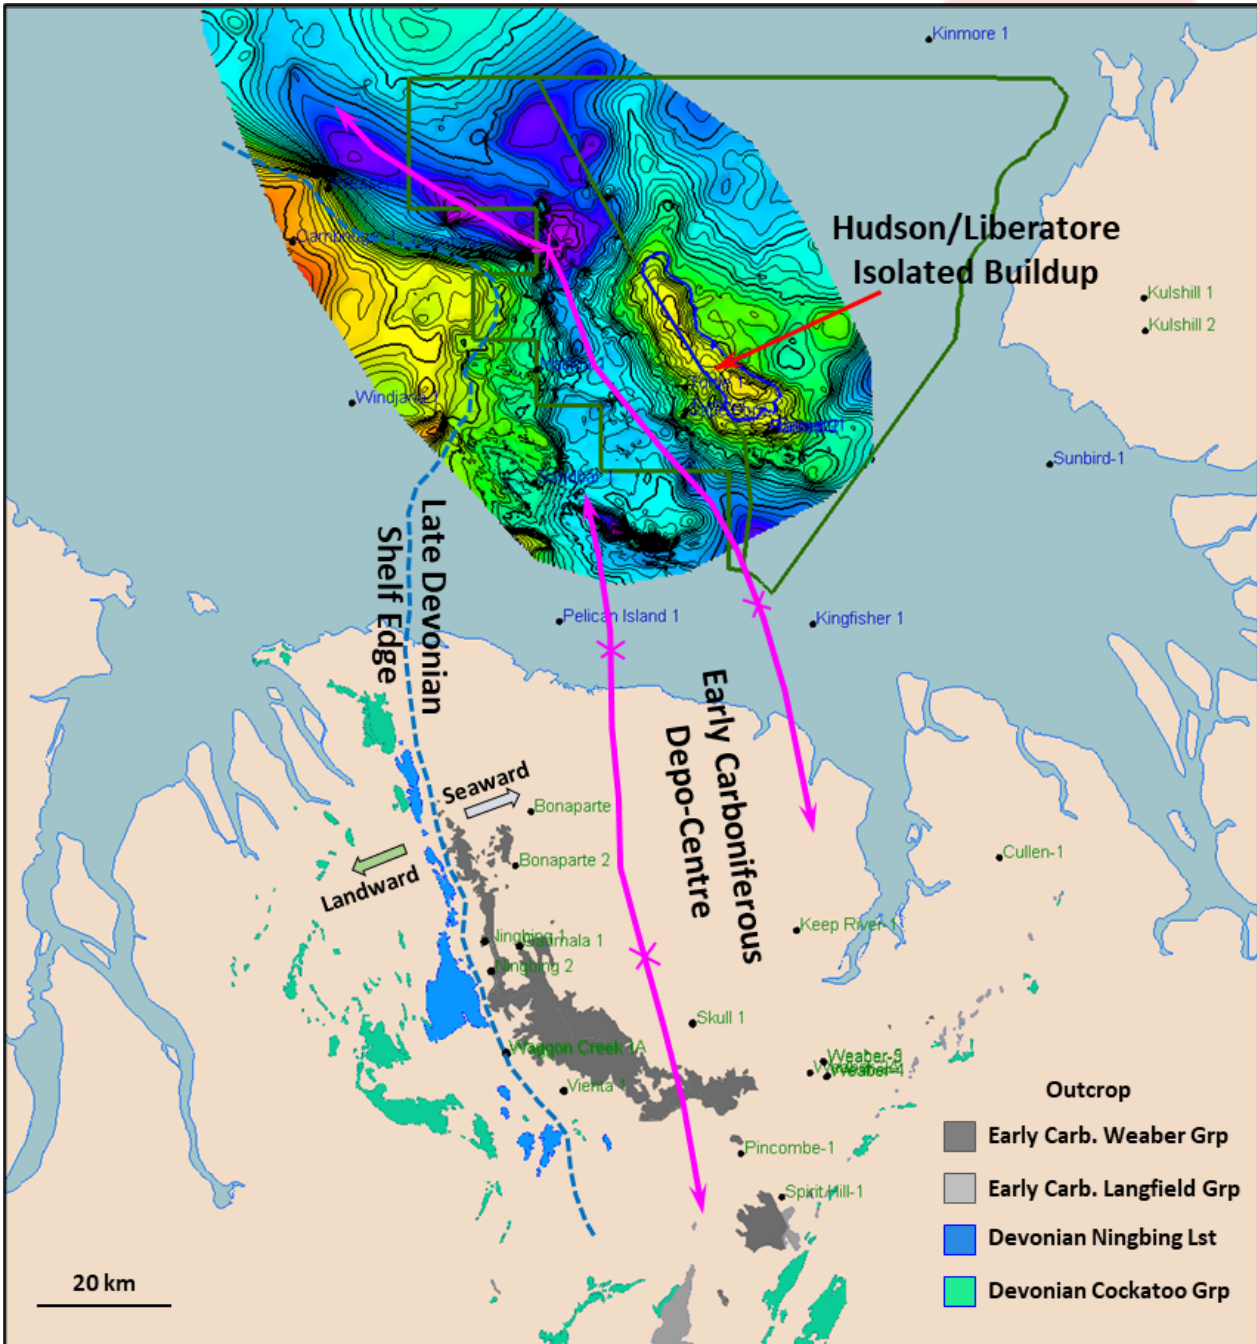 Kinmore 1
Hudson/Liberatore
Isolated Buildup
Kulshill 1
Kulshill 2
Windjana 1
Sunbird-1
Late Devonian
Shelf Edge
Pelican Island 1
Kingfisher 1
Early Carboniferous
Depo-Centre
Seaward
Landward
Bonaparte
Bonaparte 2
Cullen-1
Keep River-1
Ningbing 2
Skull 1
Waggon Creek 1A
Vienta 1
Weaber-3
Pincombe-1
Spirit Hill-1
Outcrop
Early Carb. Weaber Grp
Early Carb. Langfield Grp
Devonian Ningbing Lst
Devonian Cockatoo Grp
20 km